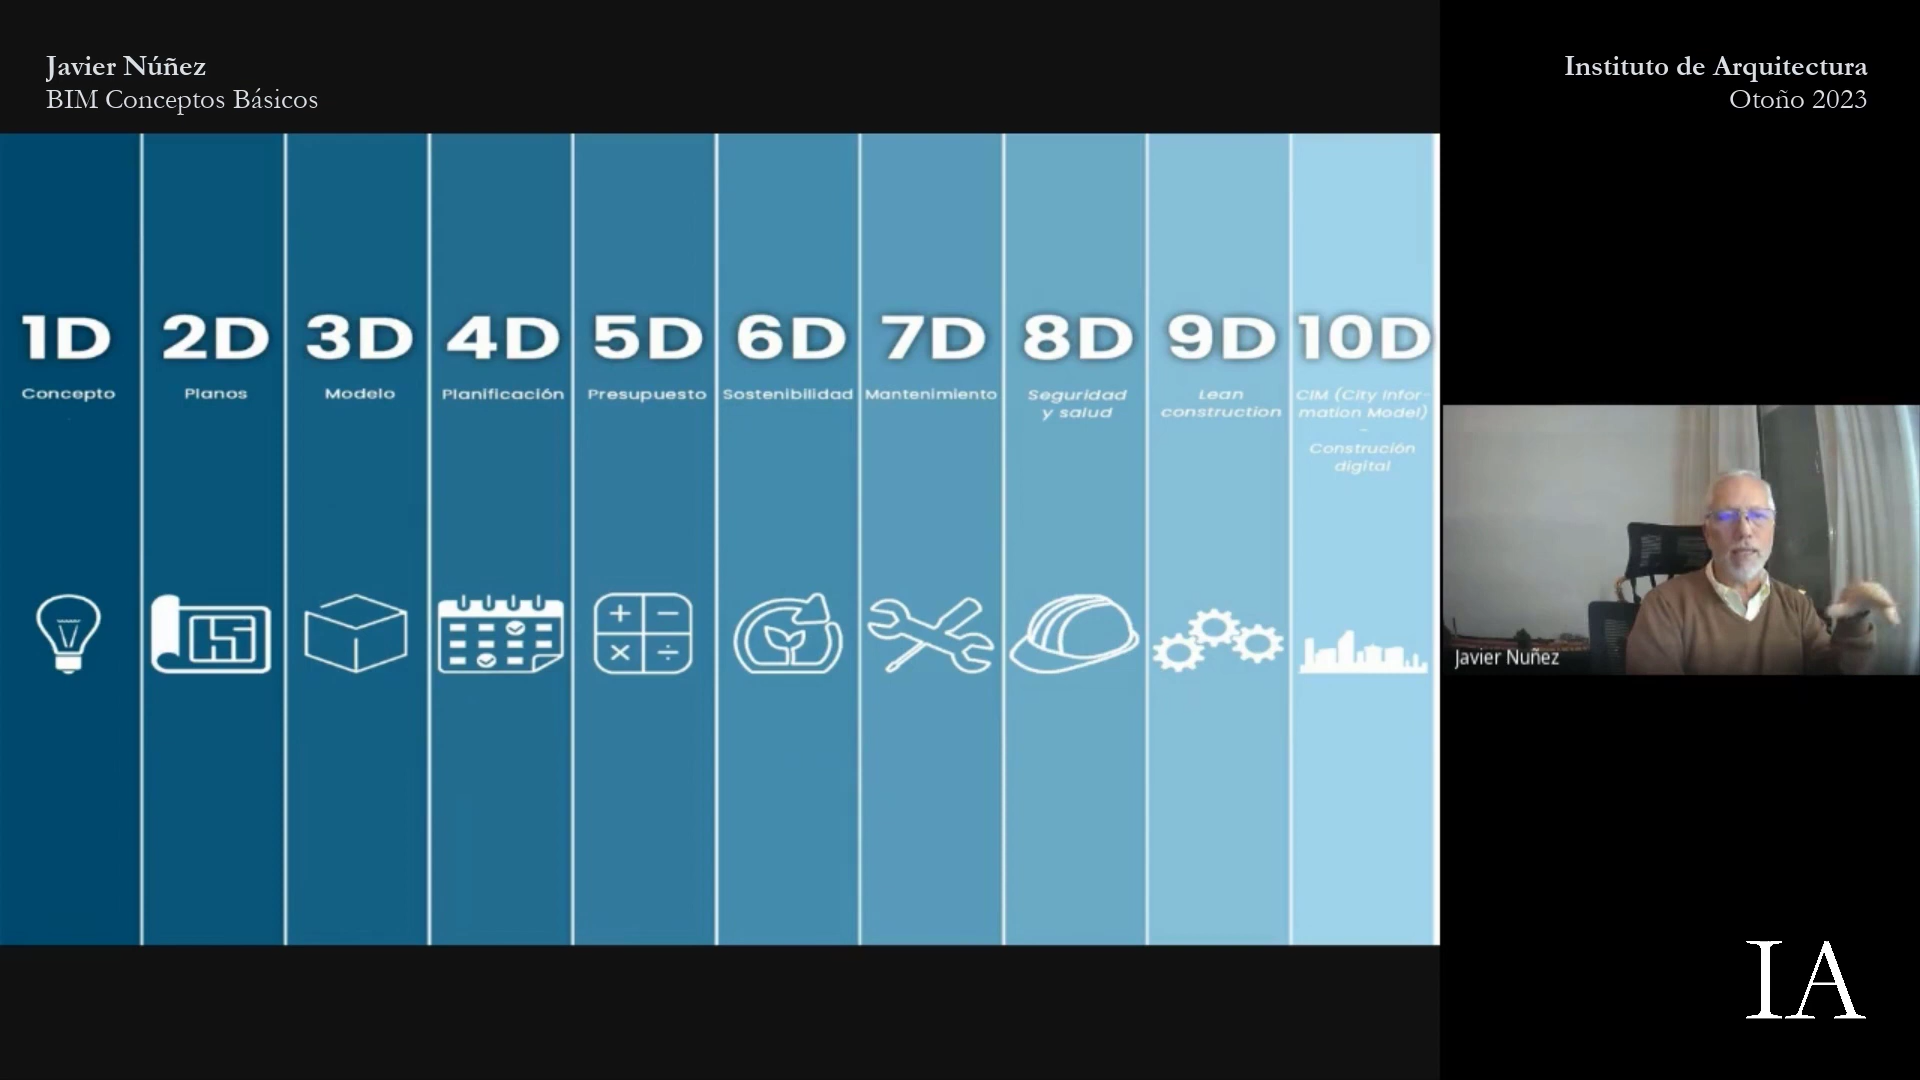 Javier Núñez
BIM Conceptos Básicos
Instituto de Arquitectura
Otoño 2023
1D
Concepto
2D
Planos
3D
Modelo
4D
Planificación
5D
Presupuesto
6D
Sostenibilidad
7D
Mantenimiento
8D
Seguridad
y salud
9D
Lean
construction
10D
CIM (City Infor-
mation Model)
-
Construción
digital
Javier Nuñez
IA